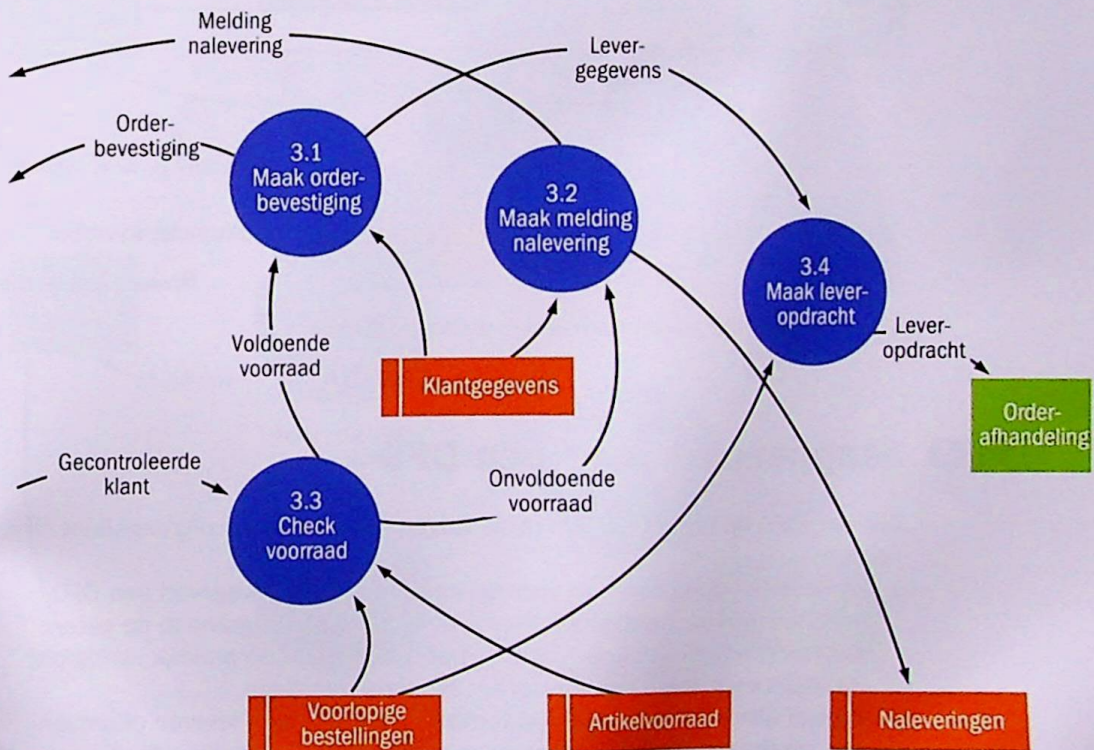 Melding
nalevering
Lever-
gegevens
Order-
bevestiging
3.1
Maak order-
bevestiging
3.2
Maak melding
nalevering
3.4
Maak lever-
opdracht
Voldoende
voorraad
Klantgegevens
Lever-
opdracht
Order-
afhandeling
Gecontroleerde
klant
3.3
Check
voorraad
Onvoldoende
voorraad
Voorlopige
bestellingen
Artikelvoorraad
Naleveringen